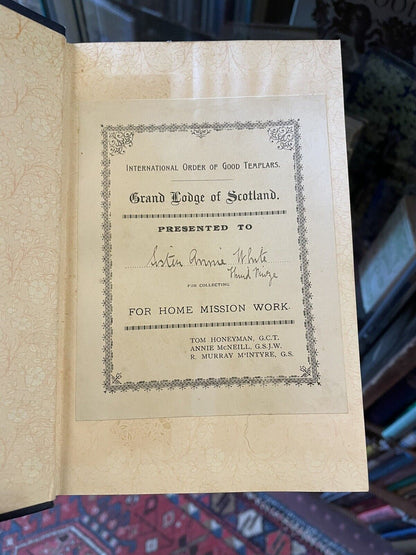 INTERNATIONAL ORDER OF GOOD TEMPLARS.
Grand Lodge of Scotland.
PRESENTED TO
Sister Annie White
Third Prize
FOR COLLECTING
FOR HOME MISSION WORK.
TOM HONEYMAN, G.C.T.
ANNIE McNEILL, G.S.J.W.
R. MURRAY M'INTYRE, G.S.